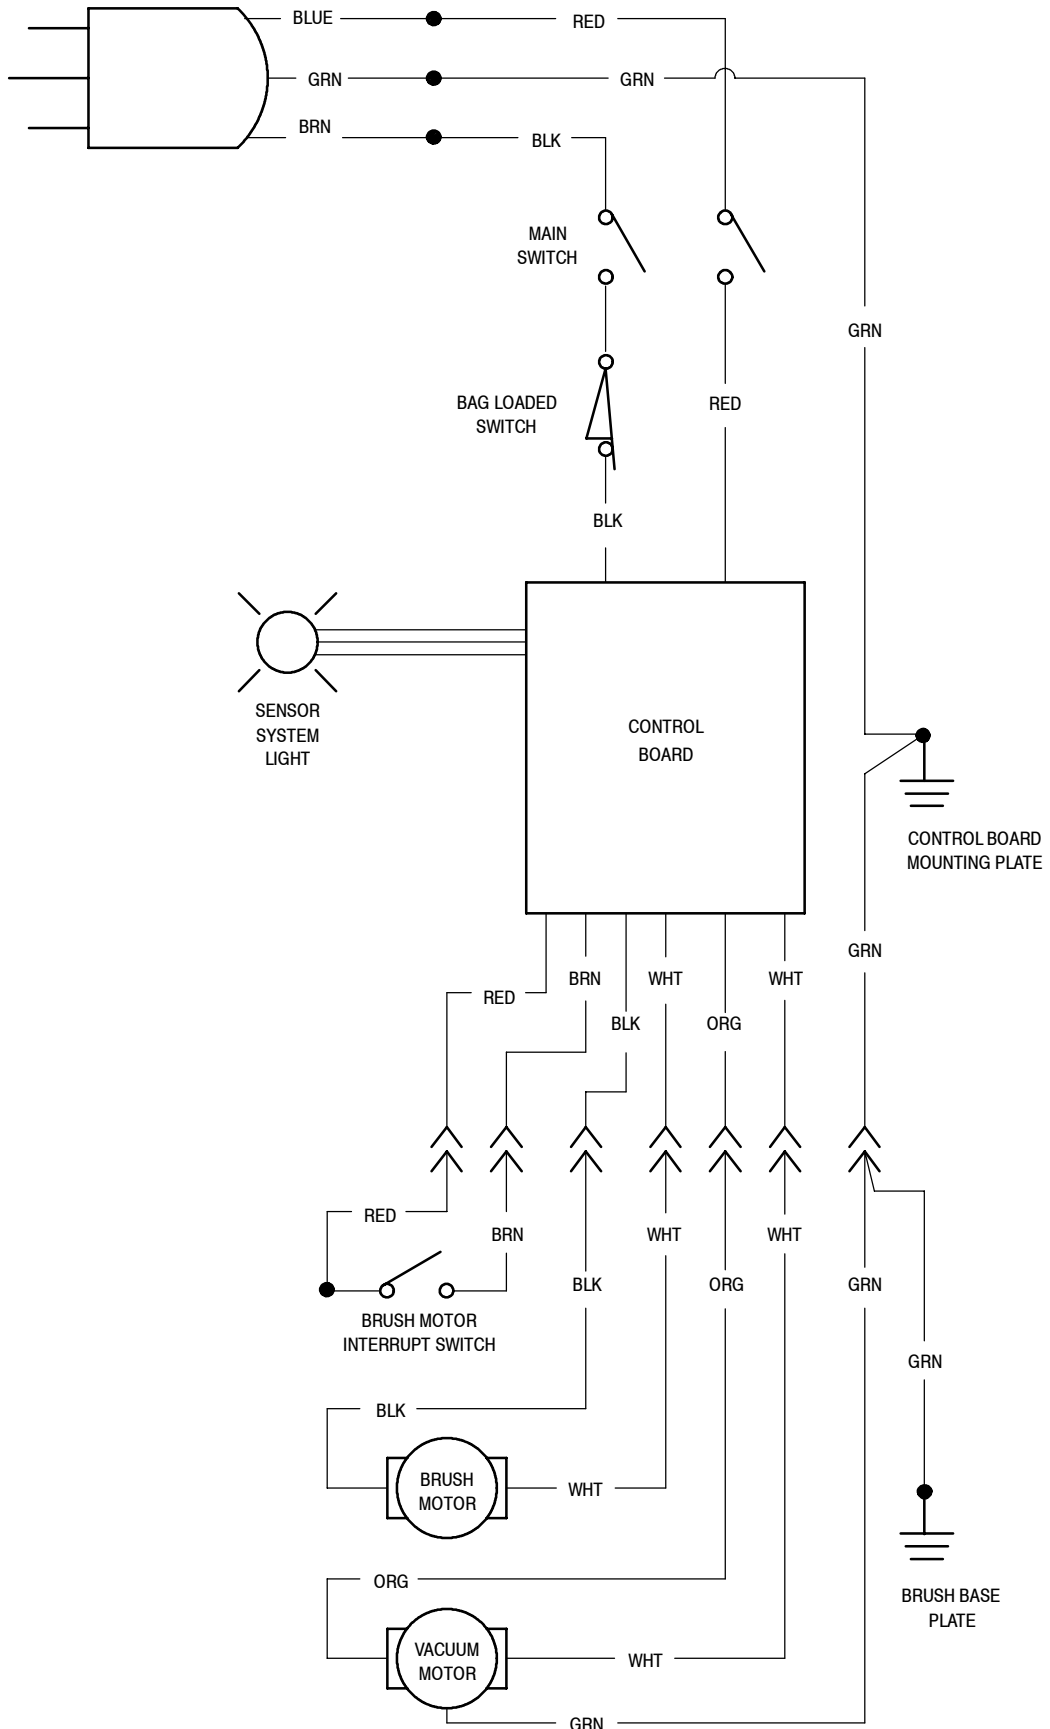 BLUE
RED
GRN
GRN
BRN
BLK
MAIN
SWITCH
GRN
BAG LOADED
SWITCH
RED
BLK
SENSOR
SYSTEM
LIGHT
CONTROL
BOARD
CONTROL BOARD
MOUNTING PLATE
GRN
BRN
WHT
WHT
RED
BLK
ORG
RED
BRN
WHT
WHT
BLK
ORG
GRN
BRUSH MOTOR
INTERRUPT SWITCH
GRN
BLK
BRUSH
MOTOR
WHT
ORG
BRUSH BASE
PLATE
VACUUM
MOTOR
WHT
GRN